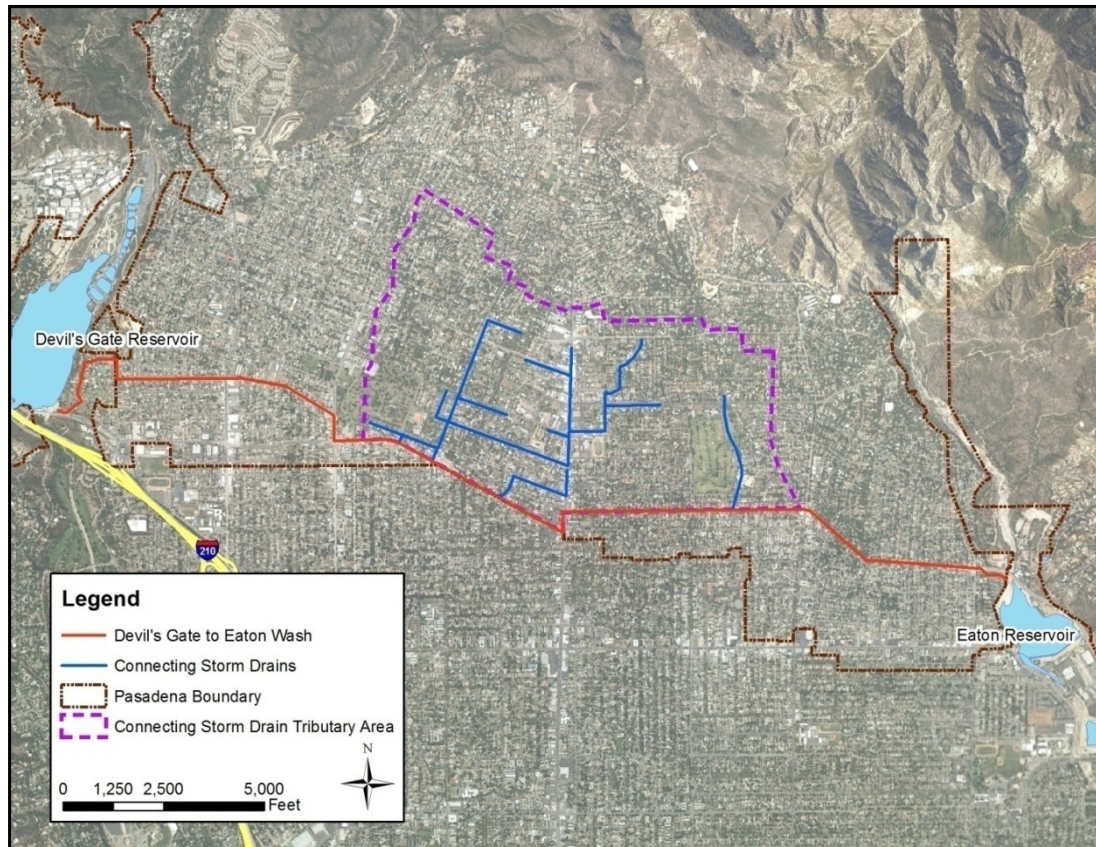 Devil's Gate Reservoir
210
Eaton Reservoir
Legend
Devil's Gate to Eaton Wash
Connecting Storm Drains
Pasadena Boundary
Connecting Storm Drain Tributary Area
N
0 1,250 2,500 5,000
Feet